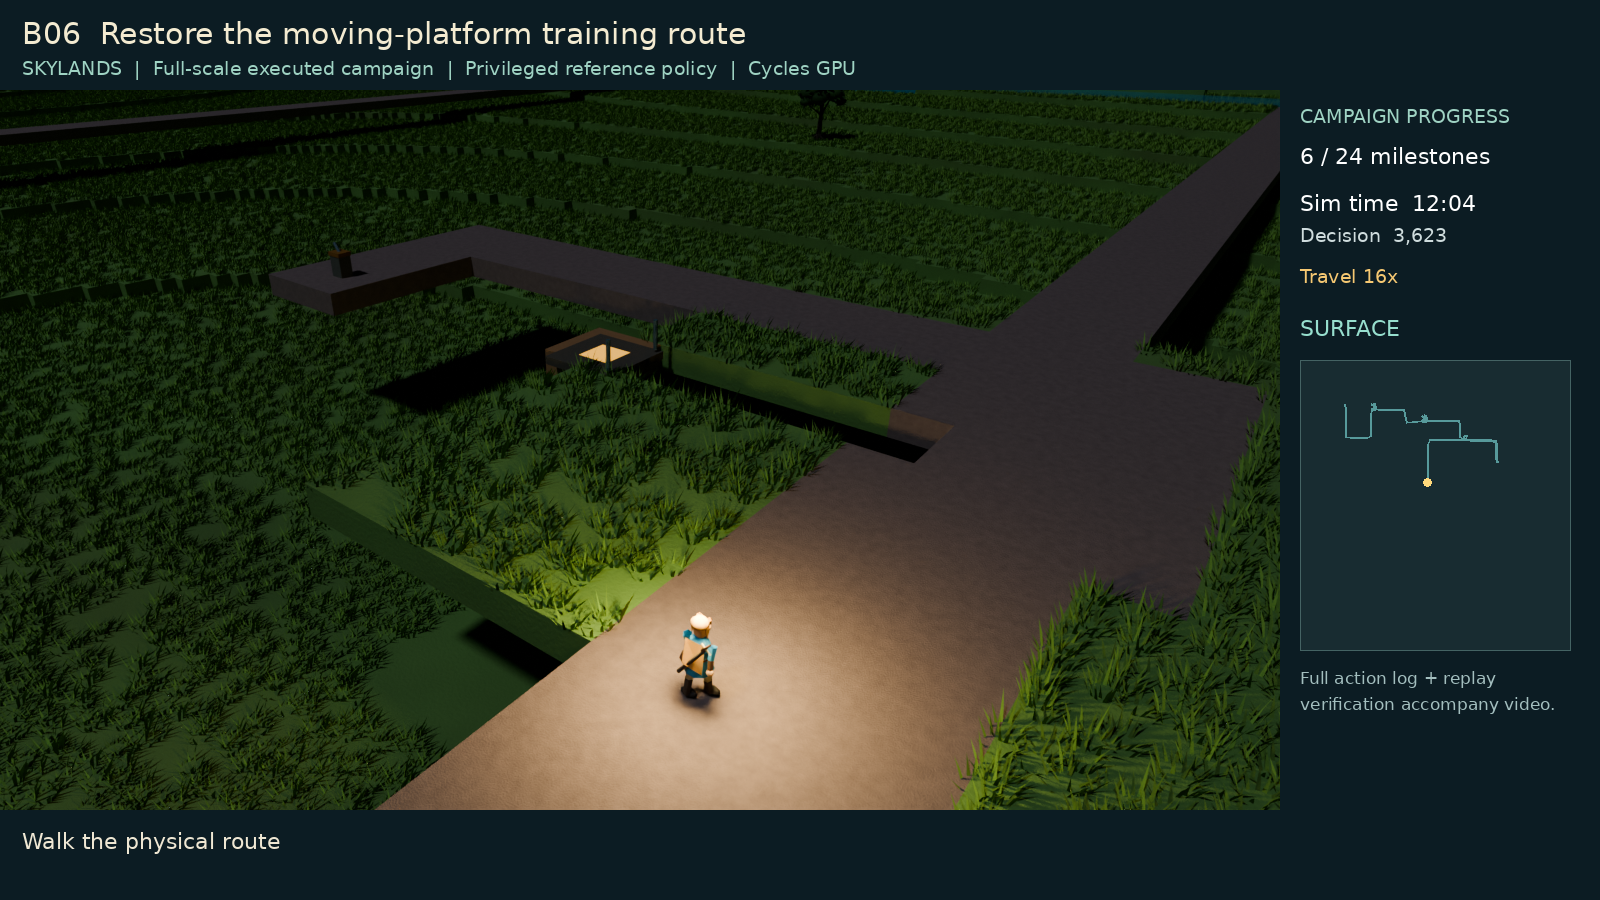 B06  Restore the moving-platform training route
SKYLANDS  |  Full-scale executed campaign  |  Privileged reference policy  |  Cycles GPU
CAMPAIGN PROGRESS
6 / 24 milestones
Sim time  12:04
Decision  3,623
Travel 16x
SURFACE
Full action log + replay
verification accompany video.
Walk the physical route